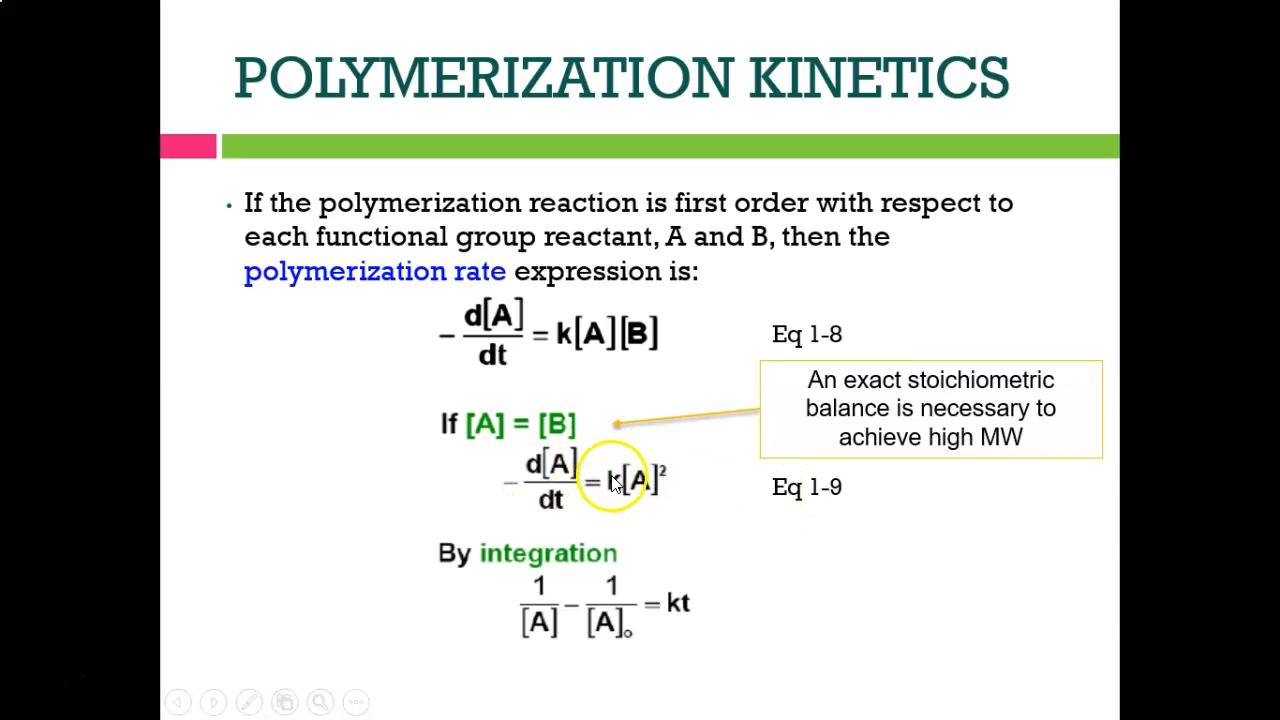 POLYMERIZATION KINETICS
• If the polymerization reaction is first order with respect to
each functional group reactant, A and B, then the
polymerization rate expression is:
− d[A]/dt = k[A][B]
Eq 1-8
An exact stoichiometric
balance is necessary to
achieve high MW
If [A] = [B]
− d[A]/dt = k[A]²
Eq 1-9
By integration
1/[A] − 1/[A]₀ = kt